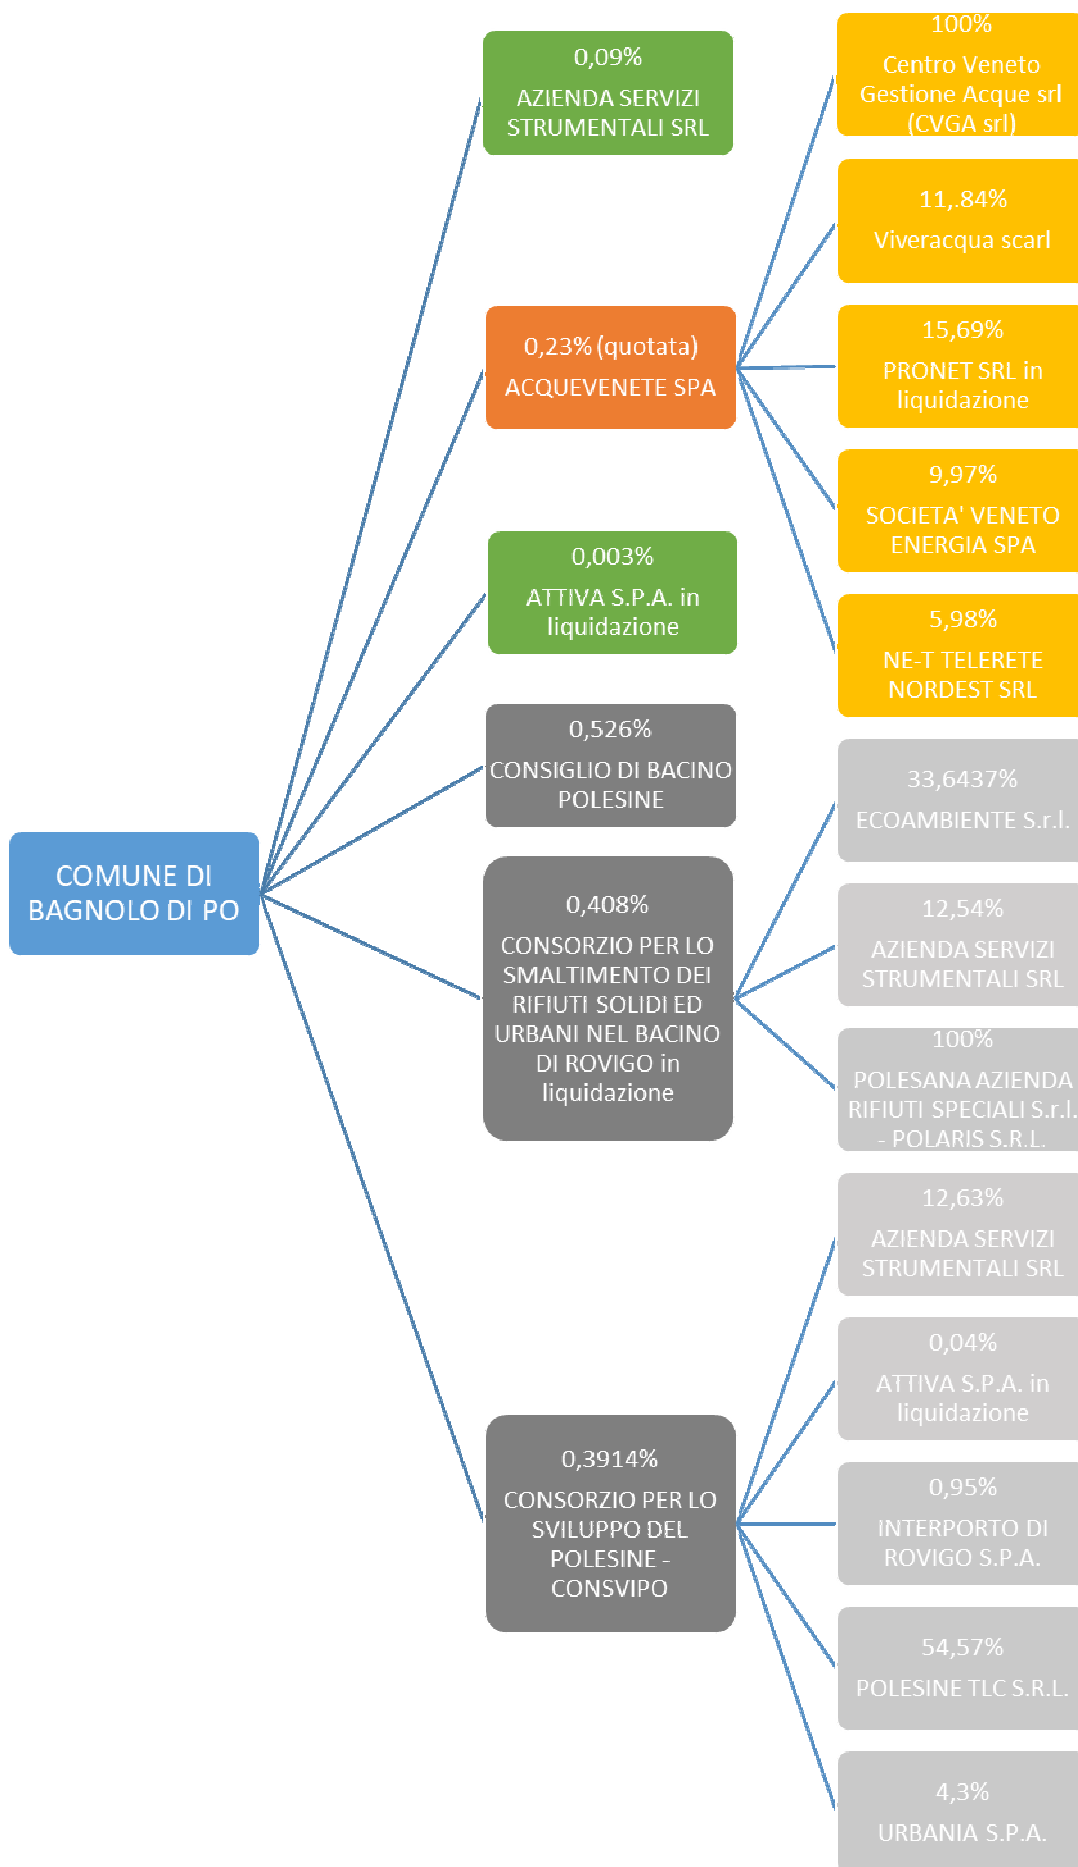 COMUNE DI
BAGNOLO DI PO
0,09%
AZIENDA SERVIZI
STRUMENTALI SRL
0,23% (quotata)
ACQUEVENETE SPA
100%
Centro Veneto
Gestione Acque srl
(CVGA srl)
11,.84%
Viveracqua scarl
15,69%
PRONET SRL in
liquidazione
9,97%
SOCIETA' VENETO
ENERGIA SPA
5,98%
NE-T TELERETE
NORDEST SRL
0,003%
ATTIVA S.P.A. in
liquidazione
0,526%
CONSIGLIO DI BACINO
POLESINE
0,408%
CONSORZIO PER LO
SMALTIMENTO DEI
RIFIUTI SOLIDI ED
URBANI NEL BACINO
DI ROVIGO in
liquidazione
33,6437%
ECOAMBIENTE S.r.l.
12,54%
AZIENDA SERVIZI
STRUMENTALI SRL
100%
POLESANA AZIENDA
RIFIUTI SPECIALI S.r.l.
- POLARIS S.R.L.
0,3914%
CONSORZIO PER LO
SVILUPPO DEL
POLESINE -
CONSVIPO
12,63%
AZIENDA SERVIZI
STRUMENTALI SRL
0,04%
ATTIVA S.P.A. in
liquidazione
0,95%
INTERPORTO DI
ROVIGO S.P.A.
54,57%
POLESINE TLC S.R.L.
4,3%
URBANIA S.P.A.